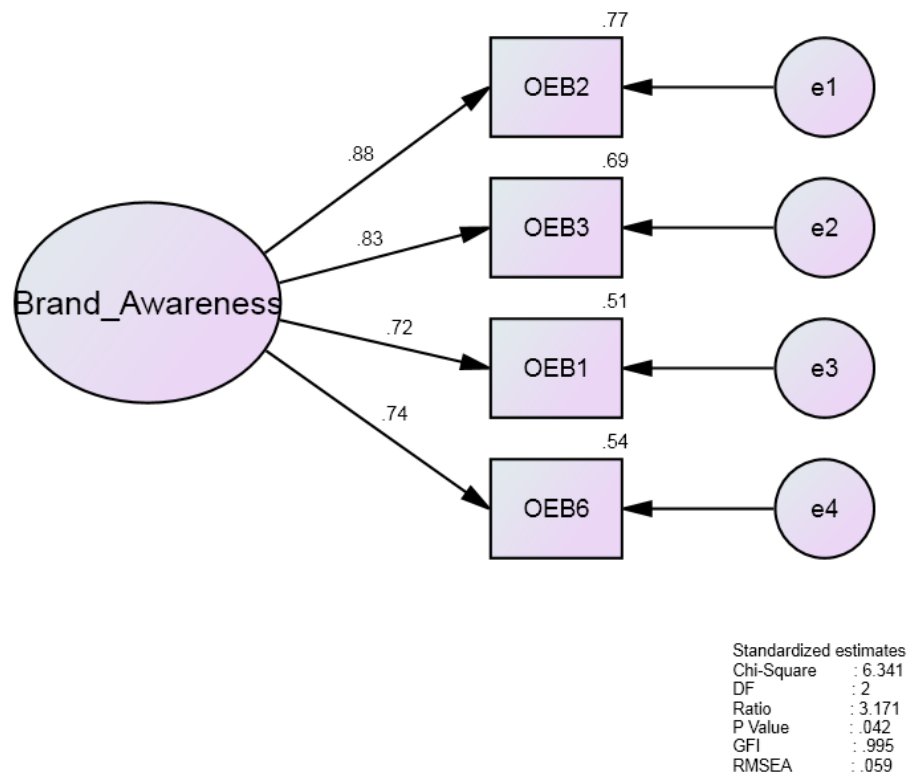 .77
OEB2
e1
.88
.69
OEB3
e2
.83
Brand_Awareness
.51
OEB1
e3
.72
.54
OEB6
e4
.74
Standardized estimates
Chi-Square : 6.341
DF : 2
Ratio : 3.171
P Value : .042
GFI : .995
RMSEA : .059